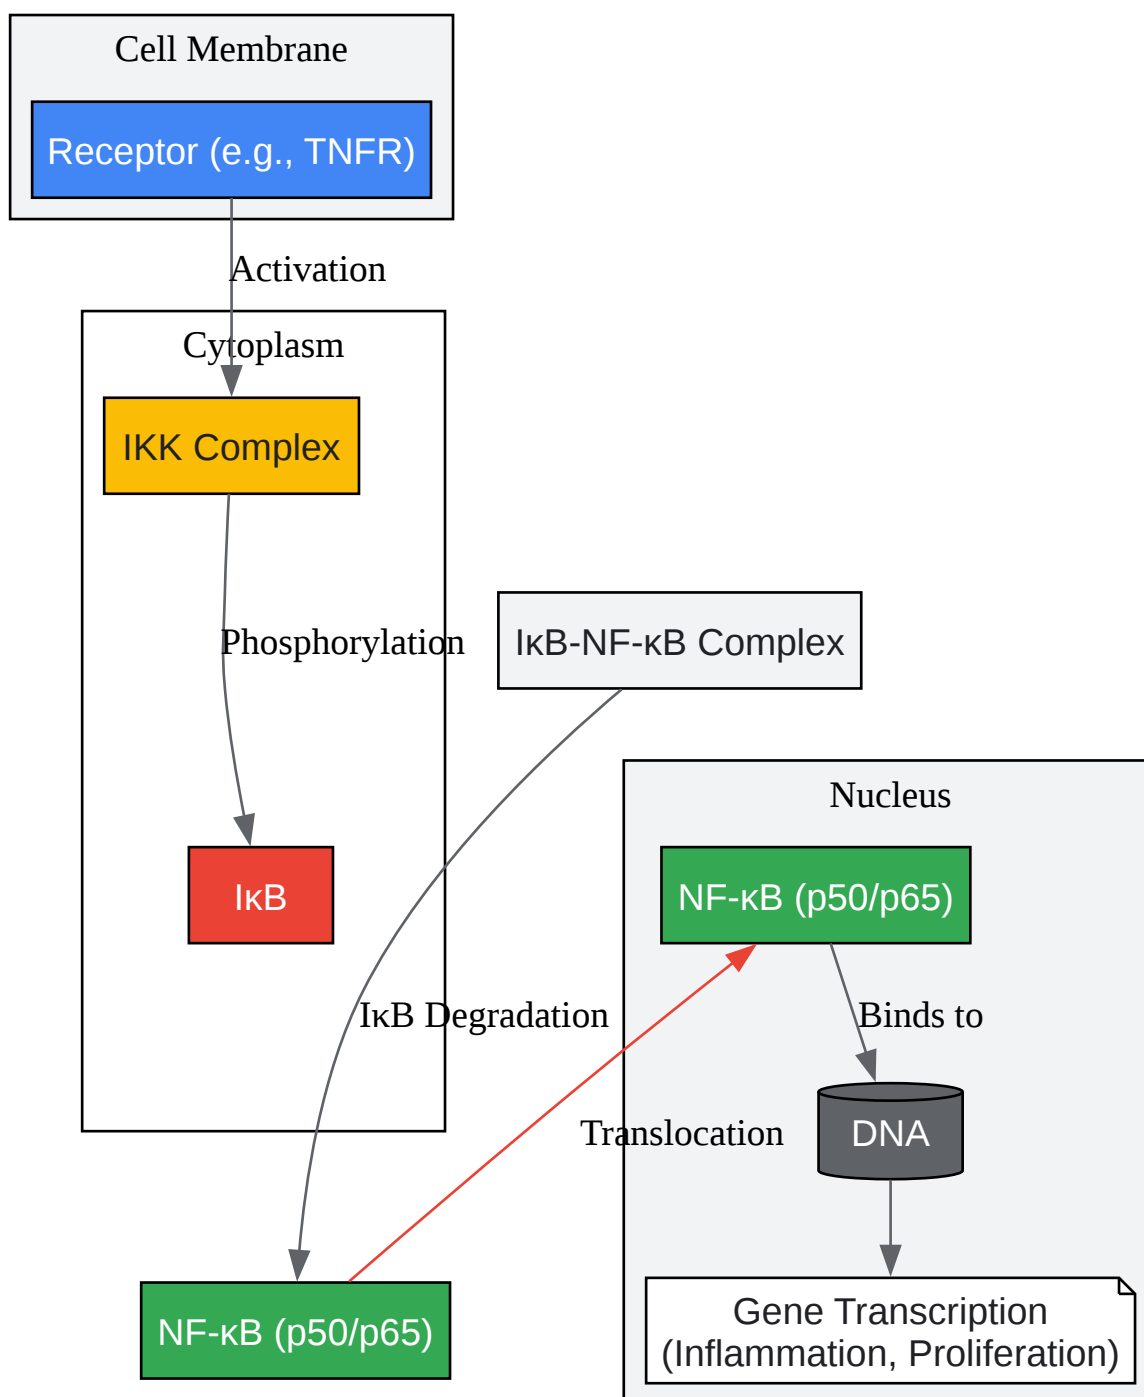 Cell Membrane
Receptor (e.g., TNFR)
Activation
Cytoplasm
IKK Complex
Phosphorylation
IκB-NF-κB Complex
Nucleus
IκB
NF-κB (p50/p65)
IκB Degradation
Binds to
Translocation
DNA
NF-κB (p50/p65)
Gene Transcription
(Inflammation, Proliferation)